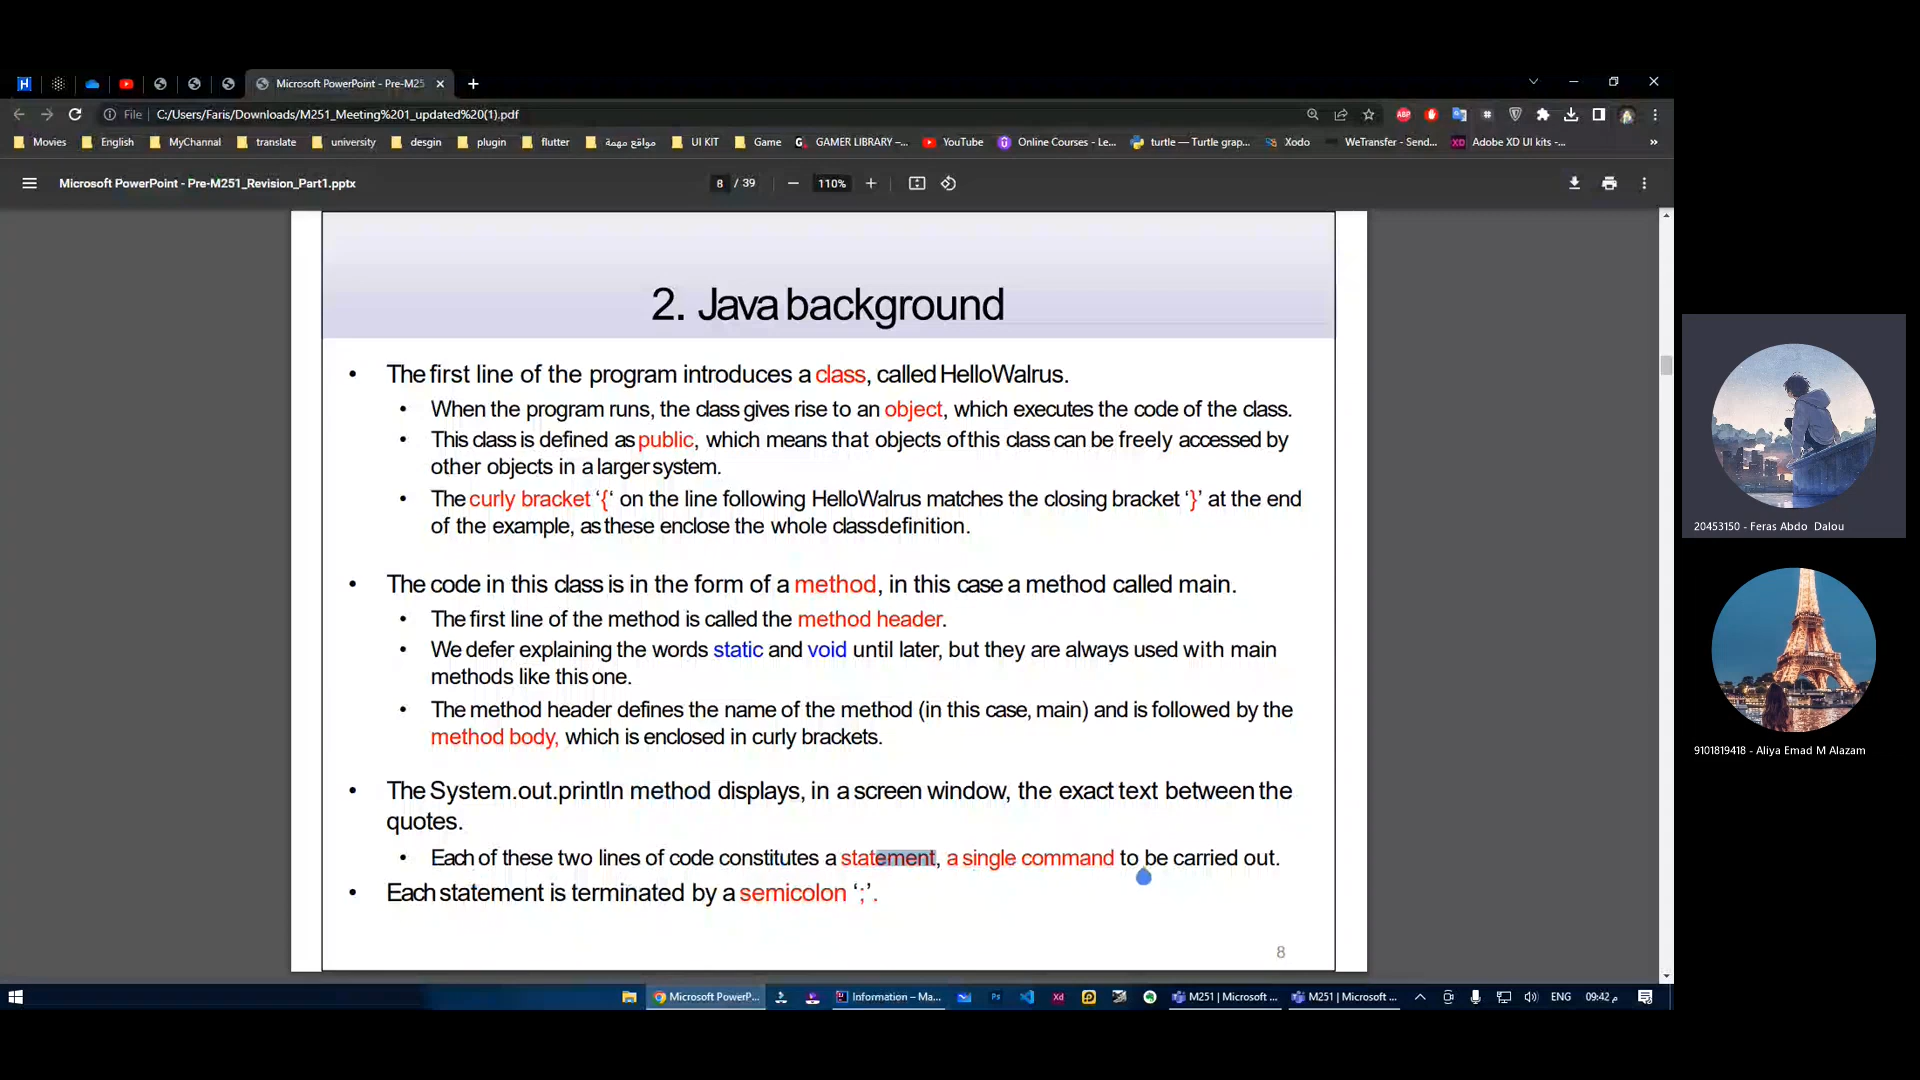 Microsoft PowerPoint - Pre-M25
File
C:/Users/Faris/Downloads/M251_Meeting%201_updated%20(1).pdf
Movies
English
MyChannel
translate
university
desgin
plugin
flutter
مواقع مهمة
UI KIT
Game
GAMER LIBRARY –...
YouTube
Online Courses - Le...
turtle — Turtle grap...
Xodo
WeTransfer - Send...
Adobe XD UI kits -...
Microsoft PowerPoint - Pre-M251_Revision_Part1.pptx
8 / 39
110%
2. Java background
• The first line of the program introduces a class, called HelloWalrus.
• When the program runs, the class gives rise to an object, which executes the code of the class.
• This class is defined as public, which means that objects of this class can be freely accessed by
other objects in a larger system.
• The curly bracket ‘{‘ on the line following HelloWalrus matches the closing bracket ‘}’ at the end
of the example, as these enclose the whole class definition.
• The code in this class is in the form of a method, in this case a method called main.
• The first line of the method is called the method header.
• We defer explaining the words static and void until later, but they are always used with main
methods like this one.
• The method header defines the name of the method (in this case, main) and is followed by the
method body, which is enclosed in curly brackets.
• The System.out.println method displays, in a screen window, the exact text between the
quotes.
• Each of these two lines of code constitutes a statement, a single command to be carried out.
• Each statement is terminated by a semicolon ‘;’.
8
20453150 - Feras Abdo Dalou
9101819418 - Aliya Emad M Alazam
Microsoft PowerP...
Information – Ma...
M251 | Microsoft ...
M251 | Microsoft ...
ENG
09:42 م